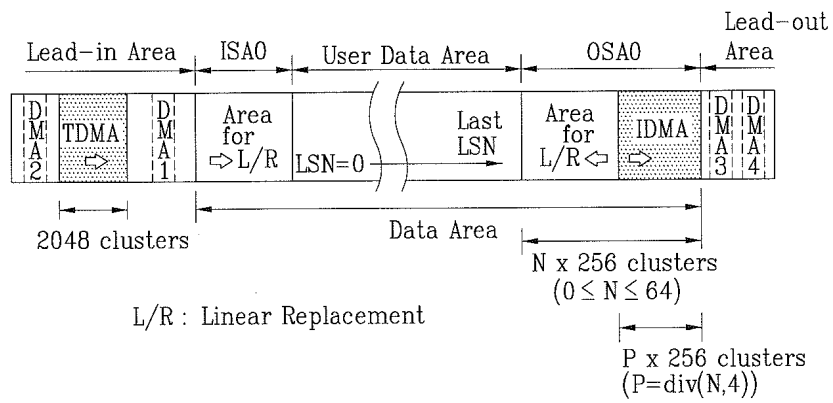 Lead-in Area
ISA0
User Data Area
OSA0
Lead-out
Area
DMA2
TDMA
DMA1
Area
for
L/R
LSN=0
Last
LSN
Area
for
L/R
IDMA
DMA3
DMA4
2048 clusters
Data Area
N x 256 clusters
(0 ≤ N ≤ 64)
L/R : Linear Replacement
P x 256 clusters
(P=div(N,4))